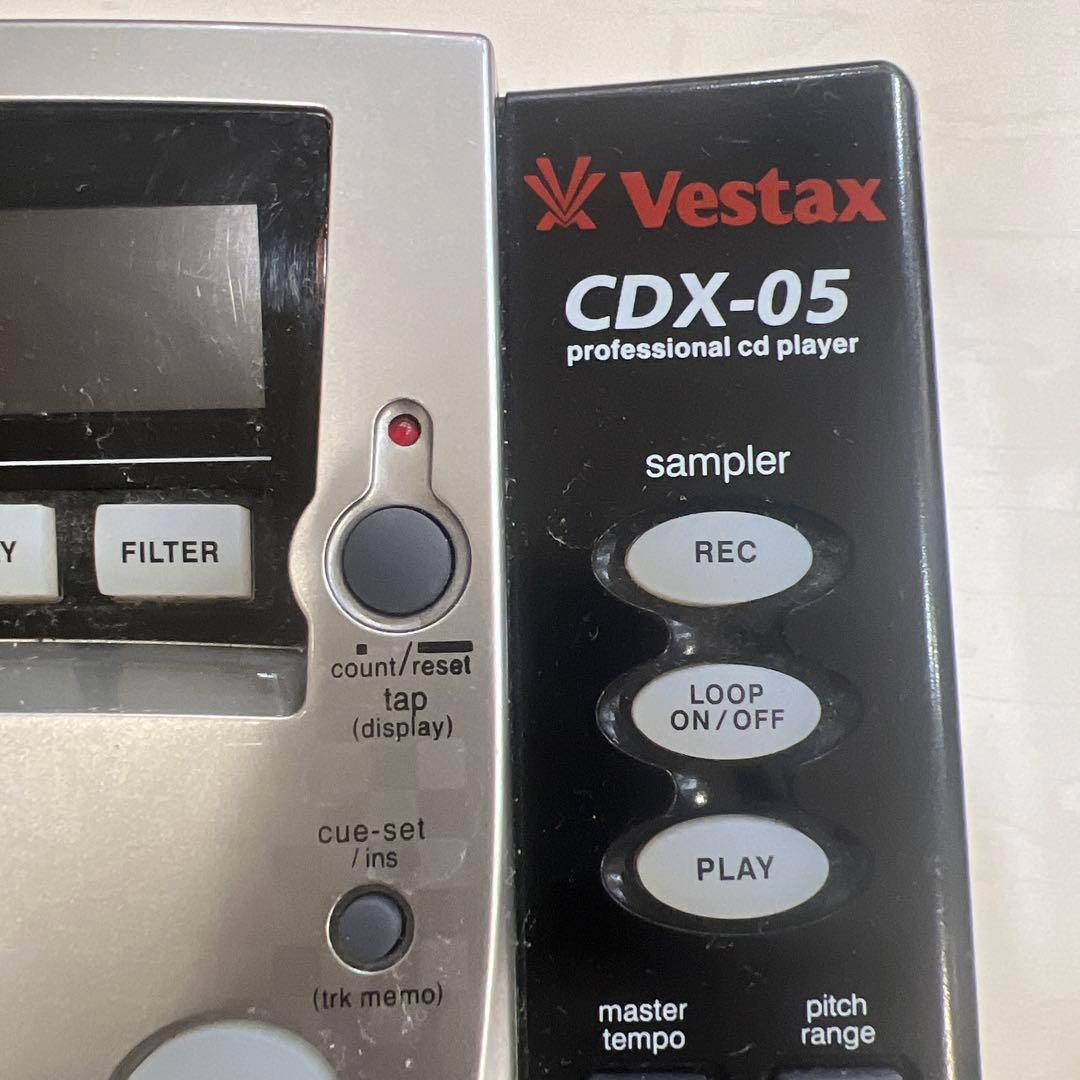 Vestax
CDX-05
professional cd player
sampler
REC
LOOP
ON/OFF
PLAY
master
tempo
pitch
range
Y
FILTER
count/reset
tap
(display)
cue-set
/ins
(trk memo)